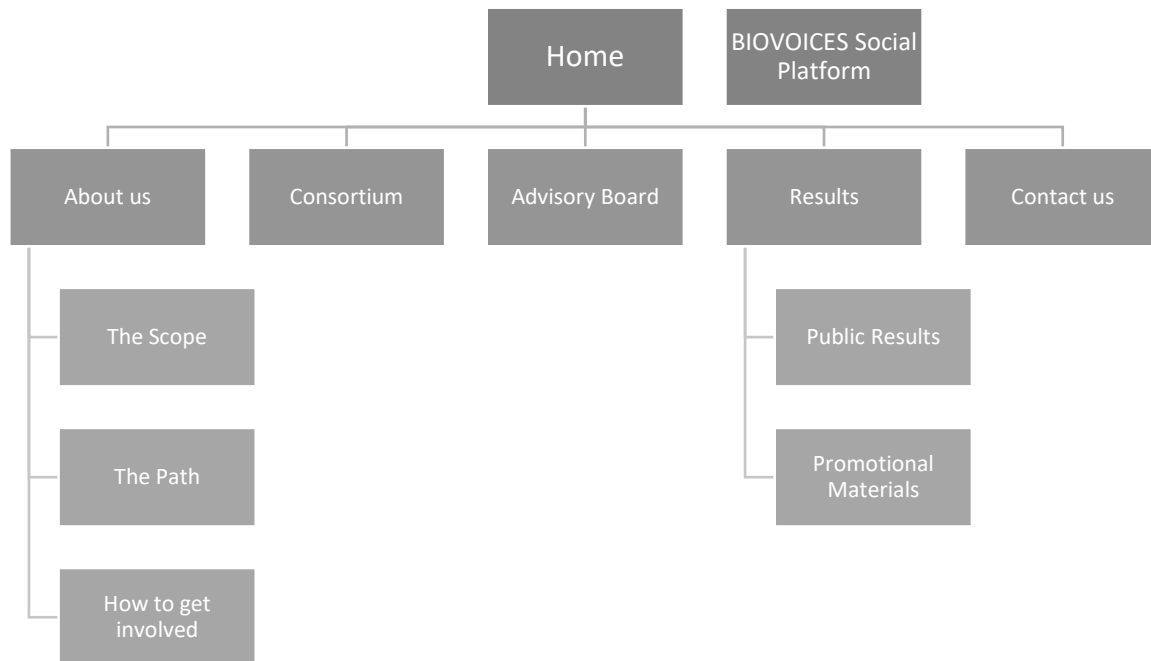 Home
BIOVOICES Social
Platform
About us
Consortium
Advisory Board
Results
Contact us
The Scope
Public Results
The Path
Promotional
Materials
How to get
involved